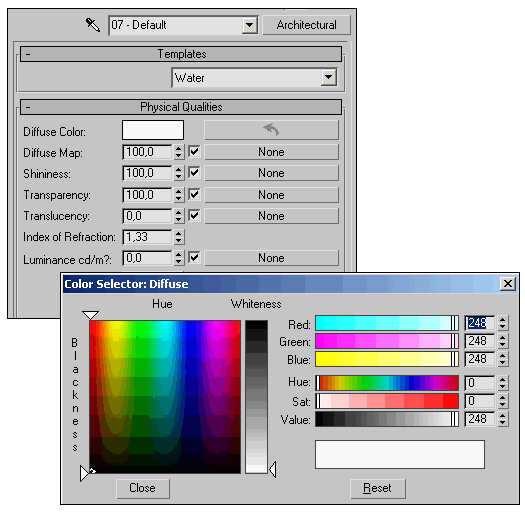 07 - Default
Architectural
Templates
Water
Physical Qualities
Diffuse Color:
Diffuse Map: 100,0 None
Shininess: 100,0 None
Transparency: 100,0 None
Translucency: 0,0 None
Index of Refraction: 1,33
Luminance cd/m?: 0,0 None
Color Selector: Diffuse
Hue Whiteness
Blackness
Red: 248
Green: 248
Blue: 248
Hue: 0
Sat: 0
Value: 248
Close
Reset